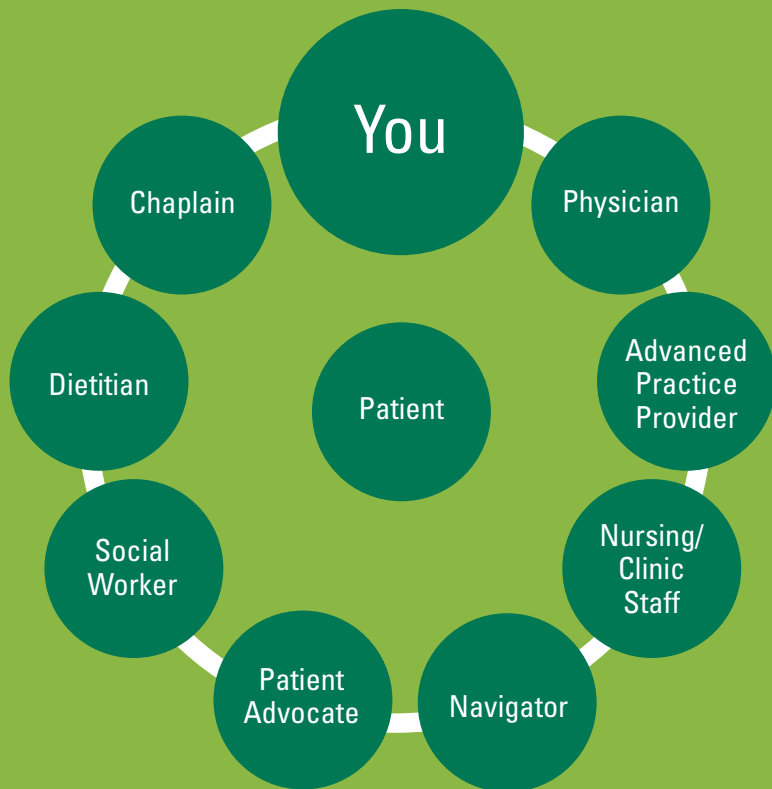 You
Physician
Advanced
Practice
Provider
Nursing/
Clinic
Staff
Navigator
Patient
Advocate
Social
Worker
Dietitian
Chaplain
Patient